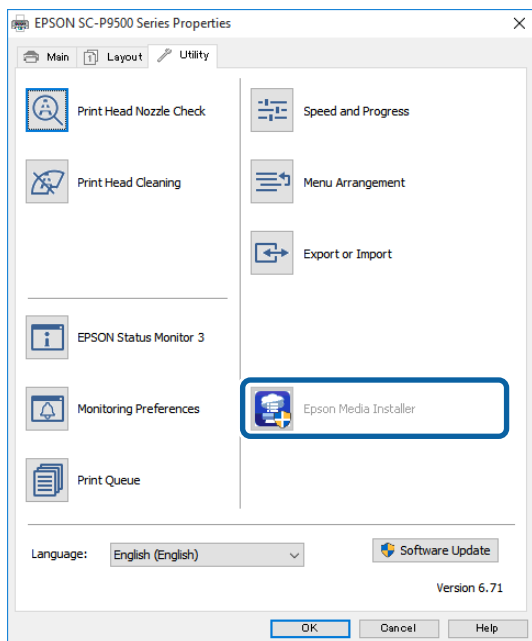 EPSON SC-P9500 Series Properties
Main
Layout
Utility
Print Head Nozzle Check
Speed and Progress
Print Head Cleaning
Menu Arrangement
Export or Import
EPSON Status Monitor 3
Monitoring Preferences
Epson Media Installer
Print Queue
Language: English (English)
Software Update
Version 6.71
OK
Cancel
Help